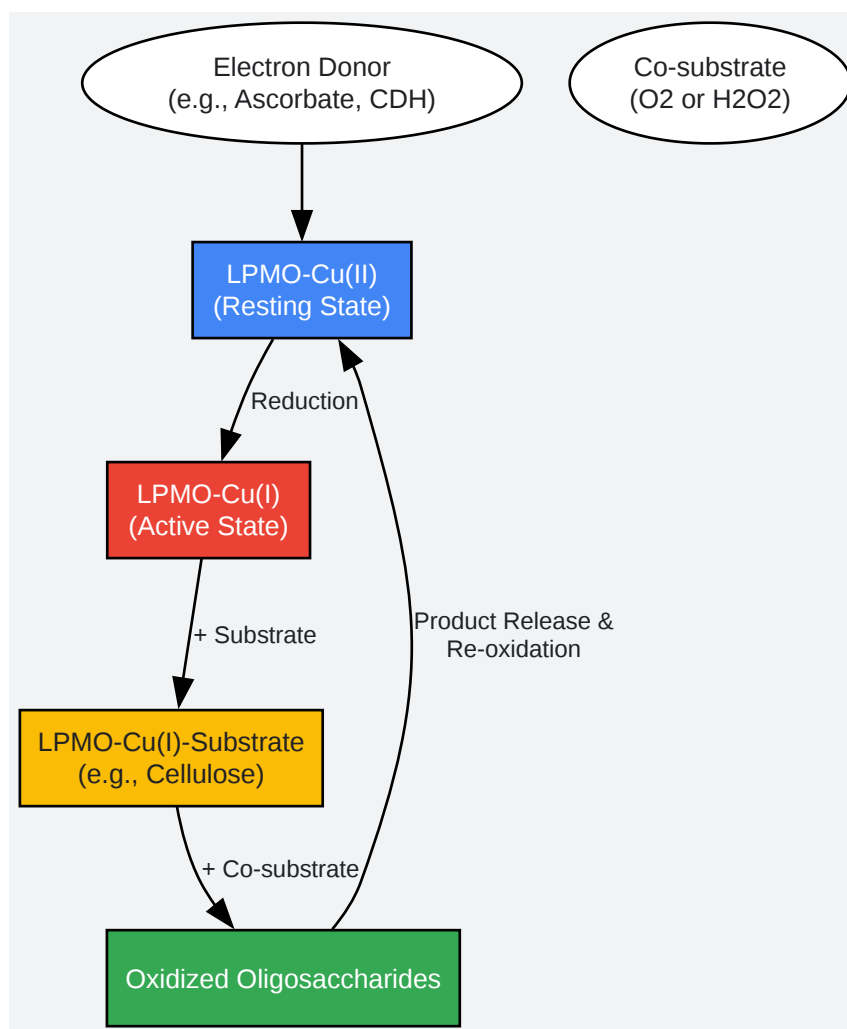 Electron Donor
(e.g., Ascorbate, CDH)
Co-substrate
(O2 or H2O2)
LPMO-Cu(II)
(Resting State)
Reduction
LPMO-Cu(I)
(Active State)
+ Substrate
Product Release &
Re-oxidation
LPMO-Cu(I)-Substrate
(e.g., Cellulose)
+ Co-substrate
Oxidized Oligosaccharides